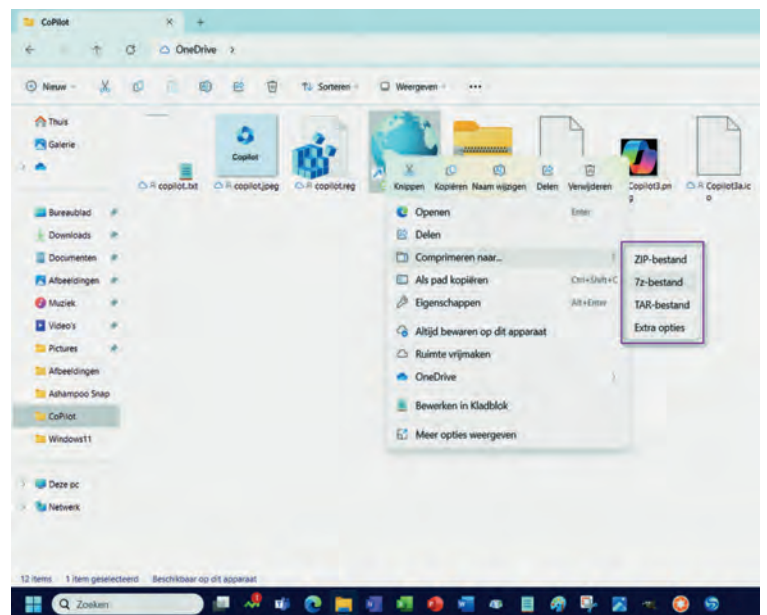 CoPilot
OneDrive
Nieuw
Sorteren
Weergeven
Thuis
Galerie
Bureaublad
Downloads
Documenten
Afbeeldingen
Muziek
Video's
Pictures
Afbeeldingen
Ashampoo Snap
CoPilot
Windows11
Deze pc
Netwerk
Copilot
copilot.txt
copilot.jpeg
copilot.reg
Copilot3.pn
g
Copilot3a.ic
o
Knippen Kopiëren Naam wijzigen Delen Verwijderen
Openen Enter
Delen
Comprimeren naar...
Als pad kopiëren Ctrl+Shift+C
Eigenschappen Alt+Enter
Altijd bewaren op dit apparaat
Ruimte vrijmaken
OneDrive
Bewerken in Kladblok
Meer opties weergeven
ZIP-bestand
7z-bestand
TAR-bestand
Extra opties
12 items 1 item geselecteerd Beschikbaar op dit apparaat
Zoeken